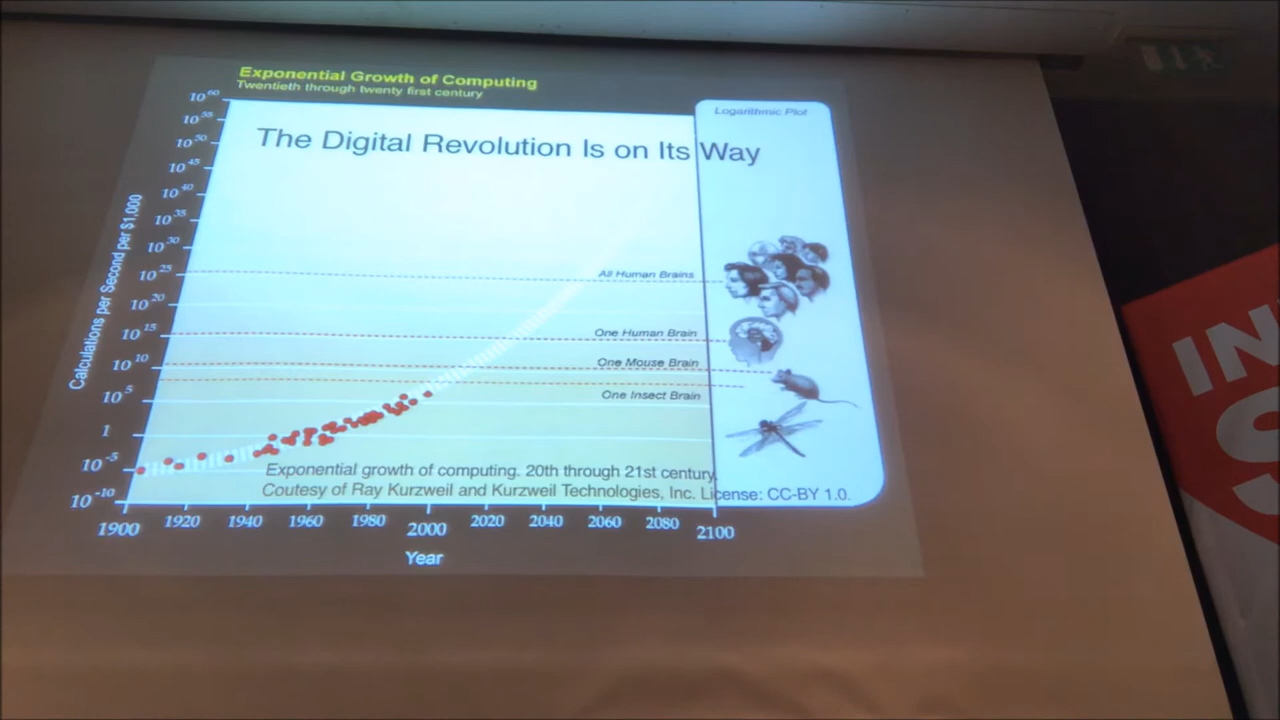 Exponential Growth of Computing
Twentieth through twenty first century
Logarithmic Plot
The Digital Revolution Is on Its Way
Calculations per Second per $1,000
10^60
10^55
10^50
10^45
10^40
10^35
10^30
10^25
10^20
10^15
10^10
10^5
1
10^-5
10^-10
All Human Brains
One Human Brain
One Mouse Brain
One Insect Brain
Exponential growth of computing. 20th through 21st century.
Coutesy of Ray Kurzweil and Kurzweil Technologies, Inc. License: CC-BY 1.0.
1900 1920 1940 1960 1980 2000 2020 2040 2060 2080 2100
Year
IN